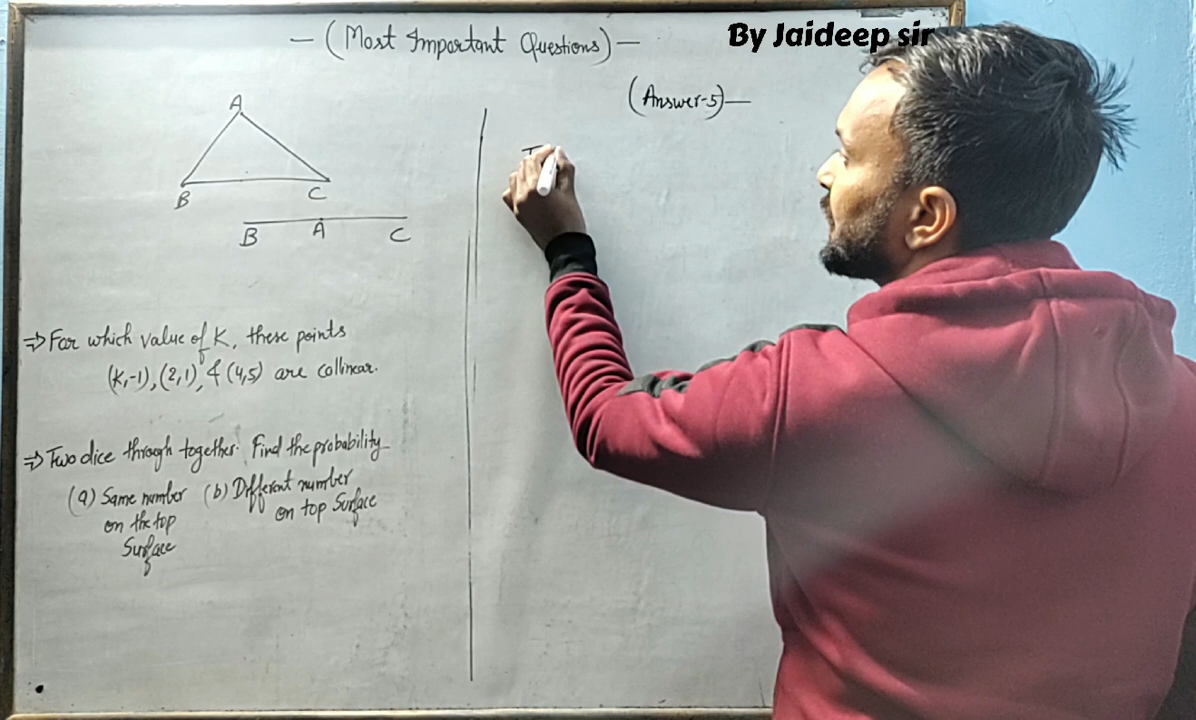 — (Most Important Questions) —
By Jaideep sir
(Answer-5) —
A
B
C
B A C
⇒ For which value of K, these points
(K,-1), (2,1), & (4,5) are collinear.
⇒ Two dice through together. Find the probability
(a) Same number
on the top
Surface
(b) Different number
on top Surface